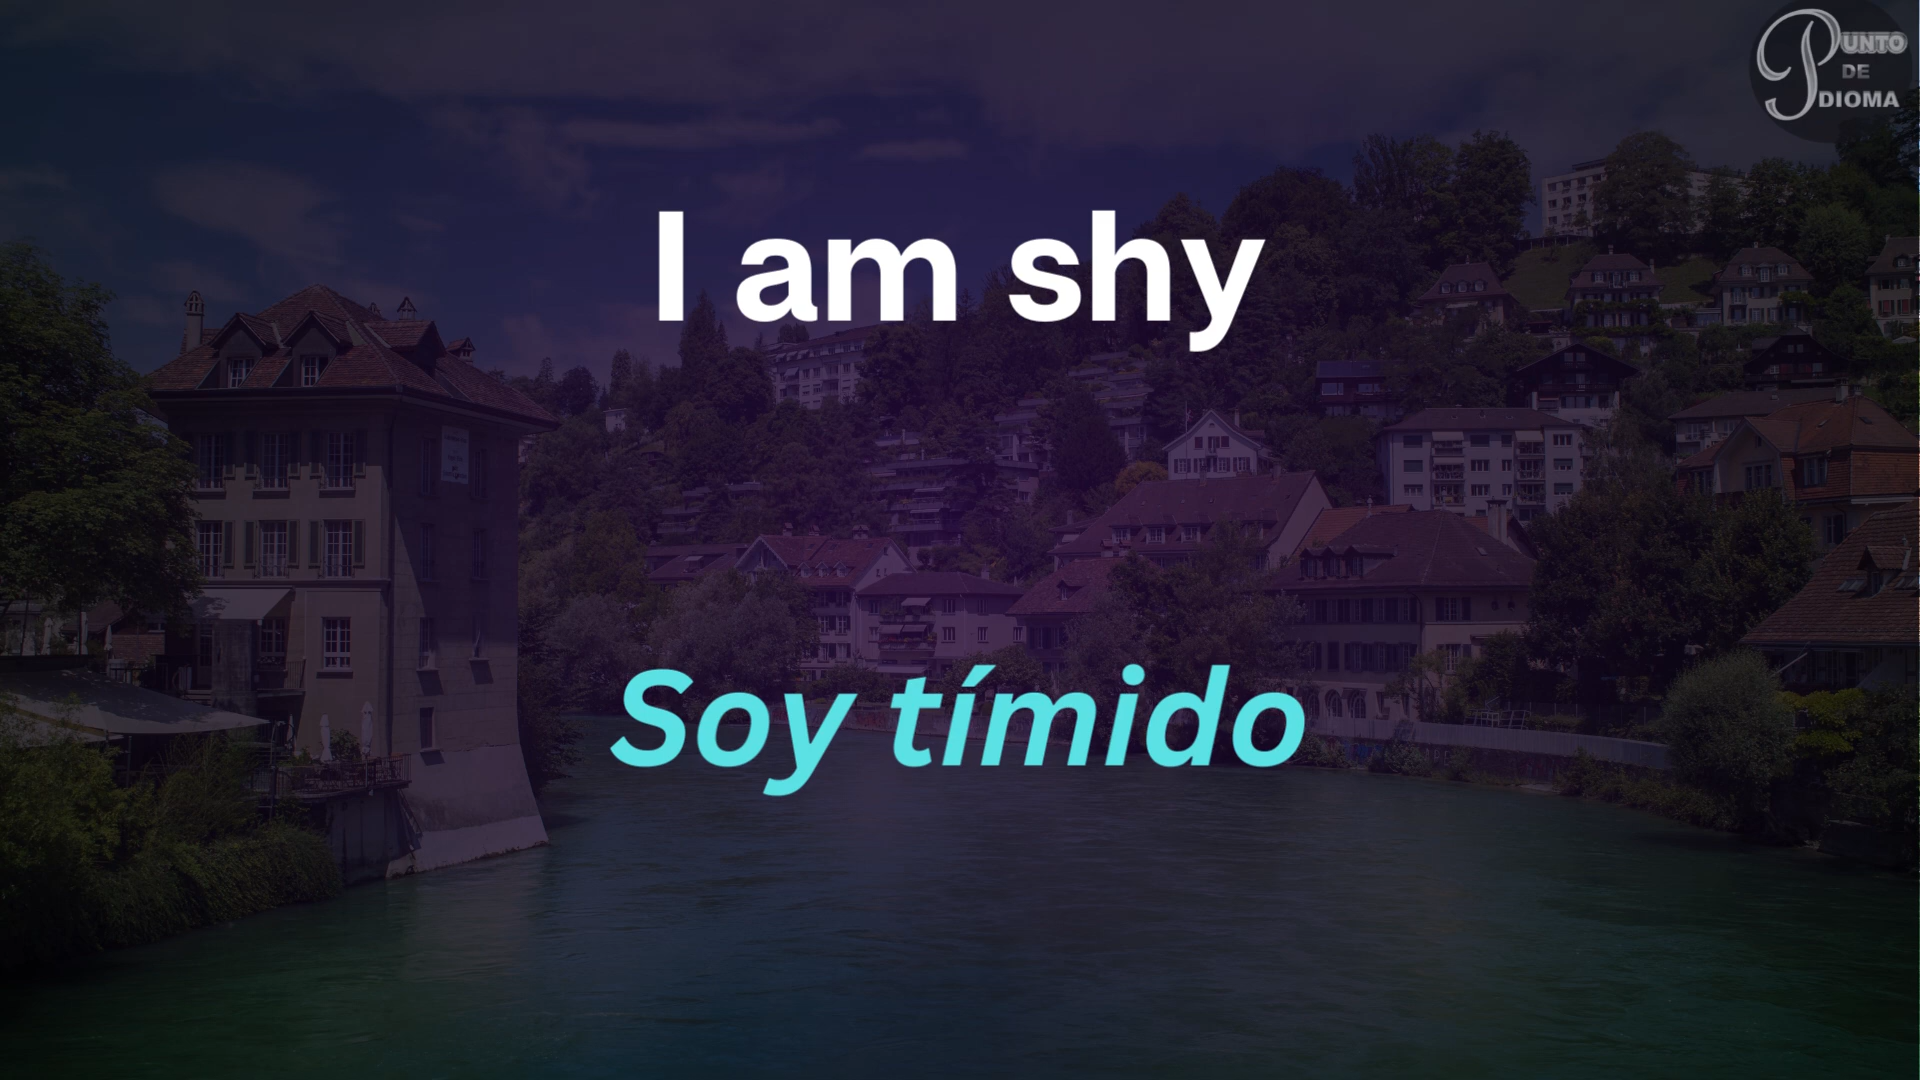 PUNTO
DE
IDIOMA
I am shy
Soy tímido